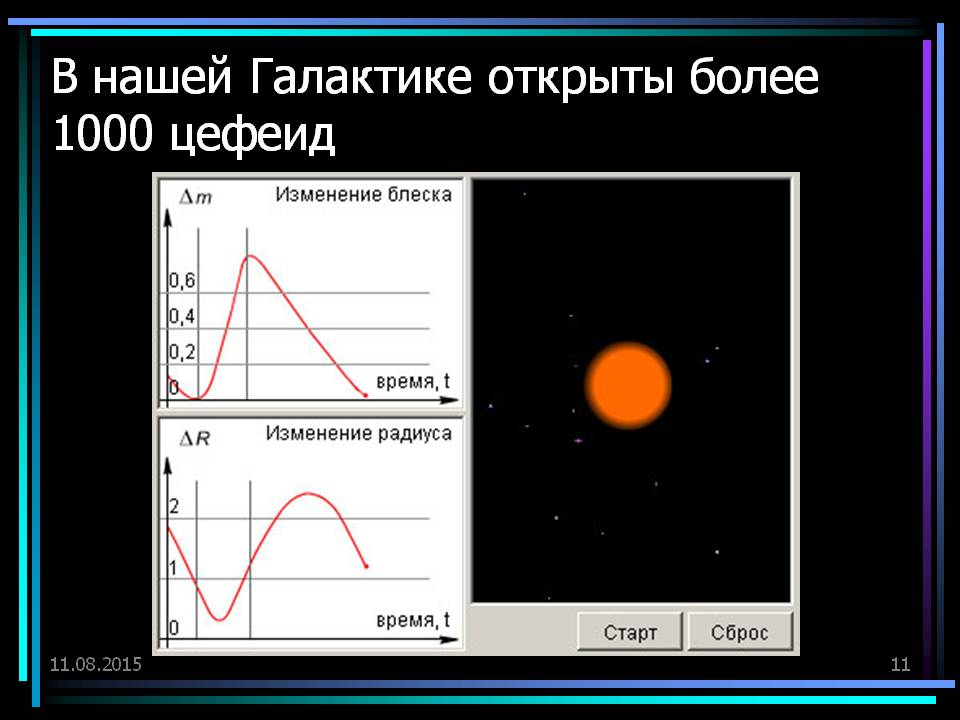 В нашей Галактике открыты более
1000 цефеид
Δm
Изменение блеска
0,6
0,4
0,2
0
время, t
ΔR
Изменение радиуса
2
1
0
время, t
Старт
Сброс
11.08.2015
11